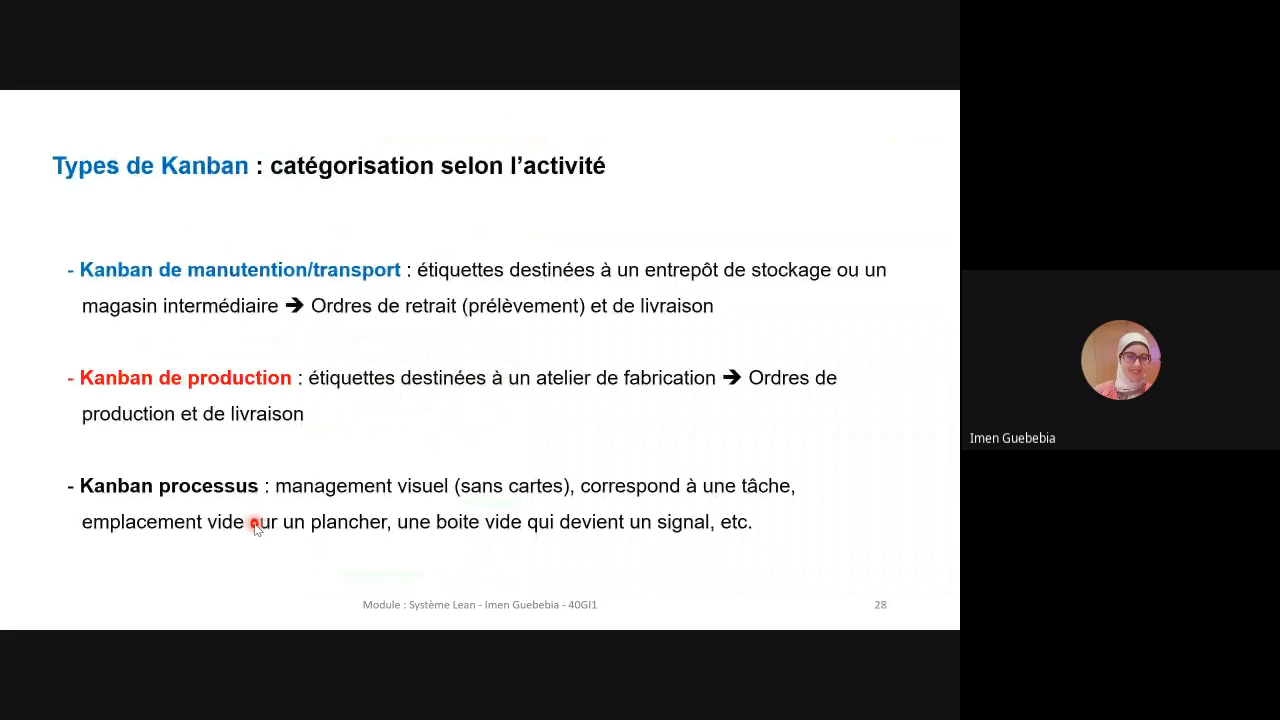 Types de Kanban : catégorisation selon l’activité
- Kanban de manutention/transport : étiquettes destinées à un entrepôt de stockage ou un
magasin intermédiaire ➔ Ordres de retrait (prélèvement) et de livraison
- Kanban de production : étiquettes destinées à un atelier de fabrication ➔ Ordres de
production et de livraison
- Kanban processus : management visuel (sans cartes), correspond à une tâche,
emplacement vide sur un plancher, une boite vide qui devient un signal, etc.
Module : Système Lean - Imen Guebebia - 40GI1
28
Imen Guebebia